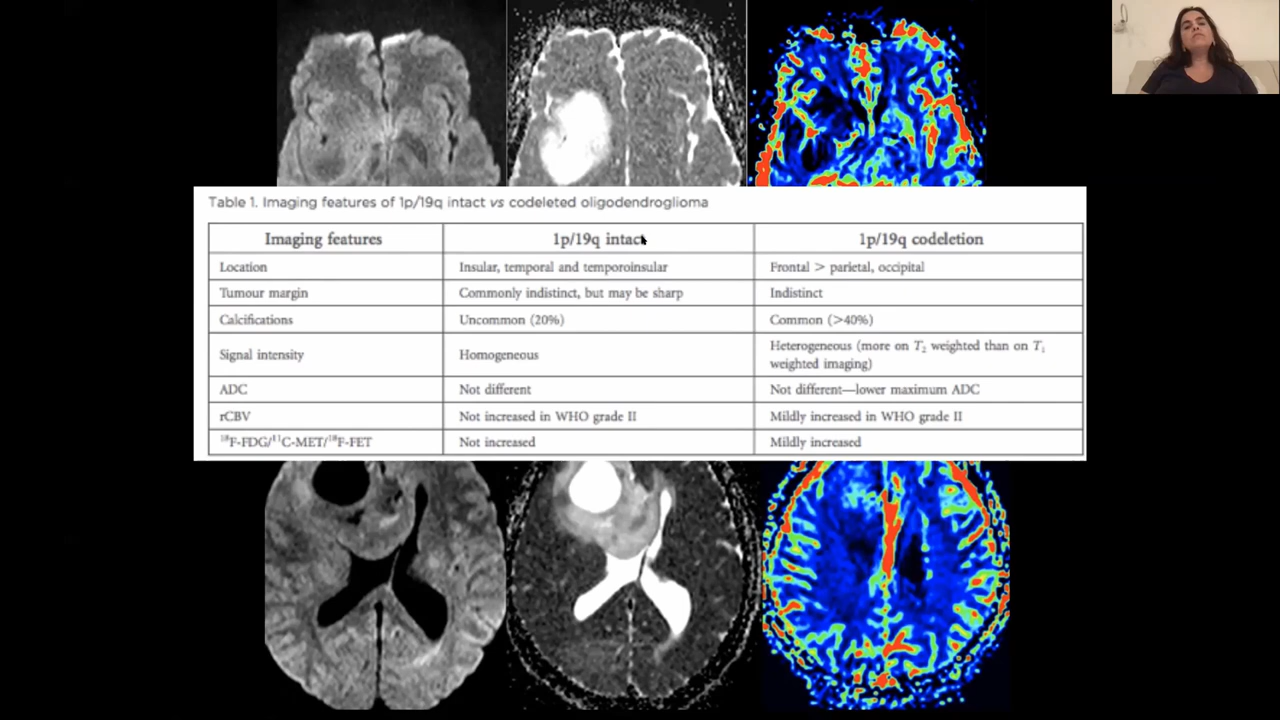 Table 1. Imaging features of 1p/19q intact vs codeleted oligodendroglioma
Imaging features 1p/19q intact 1p/19q codeletion
Location Insular, temporal and temporoinsular Frontal > parietal, occipital
Tumour margin Commonly indistinct, but may be sharp Indistinct
Calcifications Uncommon (20%) Common (>40%)
Signal intensity Homogeneous Heterogeneous (more on T₂ weighted than on T₁
weighted imaging)
ADC Not different Not different—lower maximum ADC
rCBV Not increased in WHO grade II Mildly increased in WHO grade II
¹⁸F-FDG/¹¹C-MET/¹⁸F-FET Not increased Mildly increased